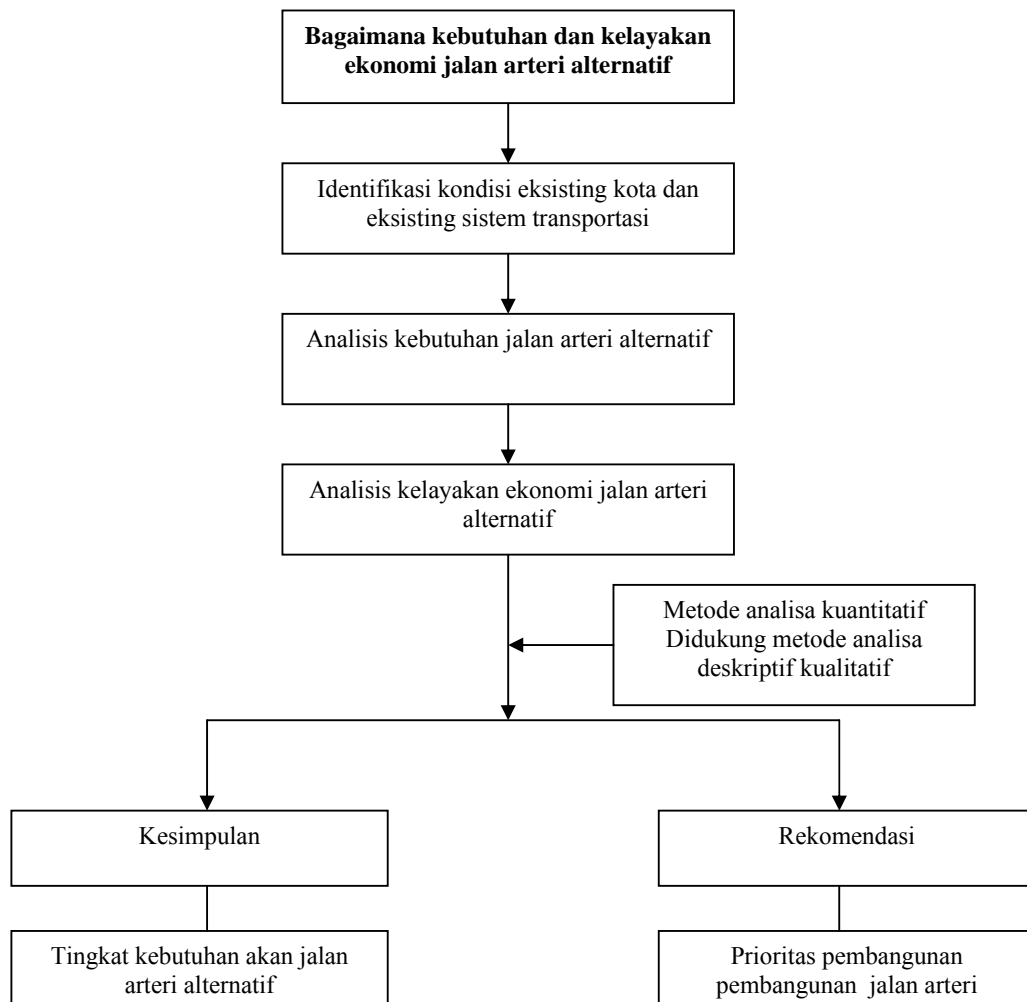 Bagaimana kebutuhan dan kelayakan
ekonomi jalan arteri alternatif
Identifikasi kondisi eksisting kota dan
eksisting sistem transportasi
Analisis kebutuhan jalan arteri alternatif
Analisis kelayakan ekonomi jalan arteri
alternatif
Metode analisa kuantitatif
Didukung metode analisa
deskriptif kualitatif
Kesimpulan
Rekomendasi
Tingkat kebutuhan akan jalan
arteri alternatif
Prioritas pembangunan
pembangunan jalan arteri